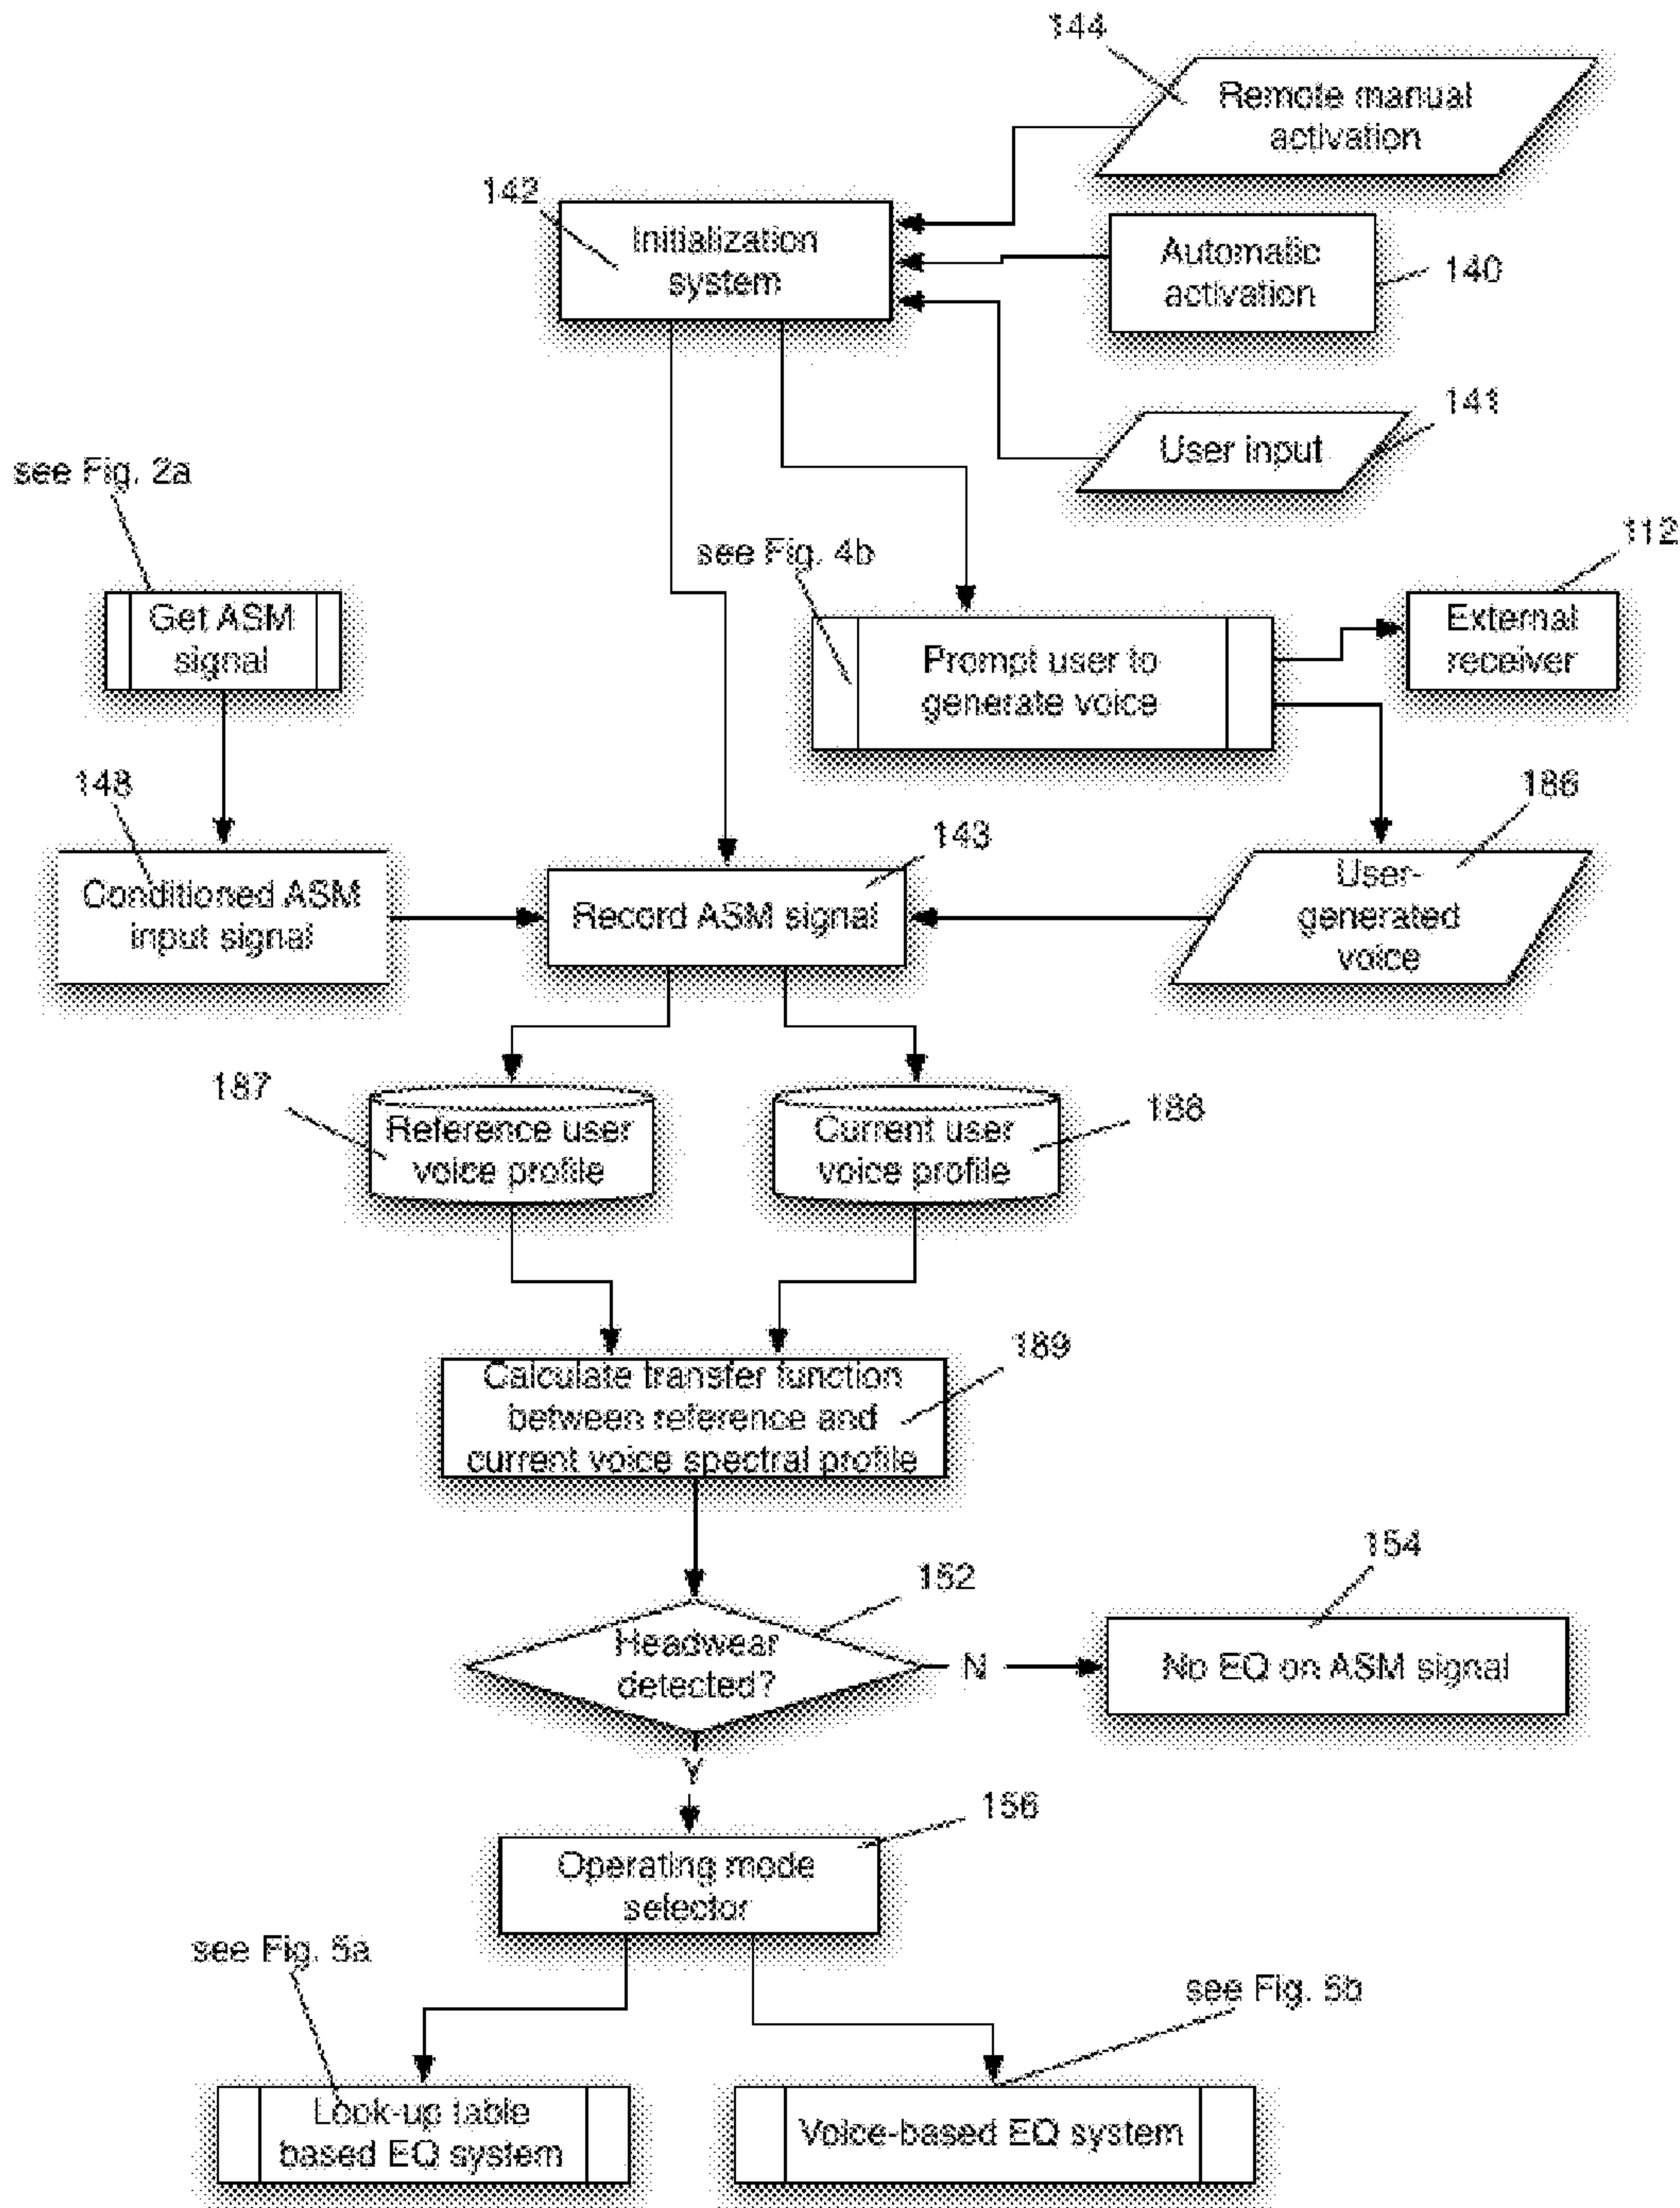 144
Remote manual
activation
142
Initialization
system
Automatic
activation
140
141
User input
see Fig. 2a
112
see Fig. 4b
Get ASM
signal
External
receiver
Prompt user to
generate voice
148
186
143
Conditioned ASM
input signal
Record ASM signal
User-
generated
voice
187
188
Reference user
voice profile
Current user
voice profile
189
Calculate transfer function
between reference and
current voice spectral profile
152
154
Headwear
detected?
N
No EQ on ASM signal
Y
156
Operating mode
selector
see Fig. 5a
see Fig. 5b
Look-up table
based EQ system
Voice-based EQ system